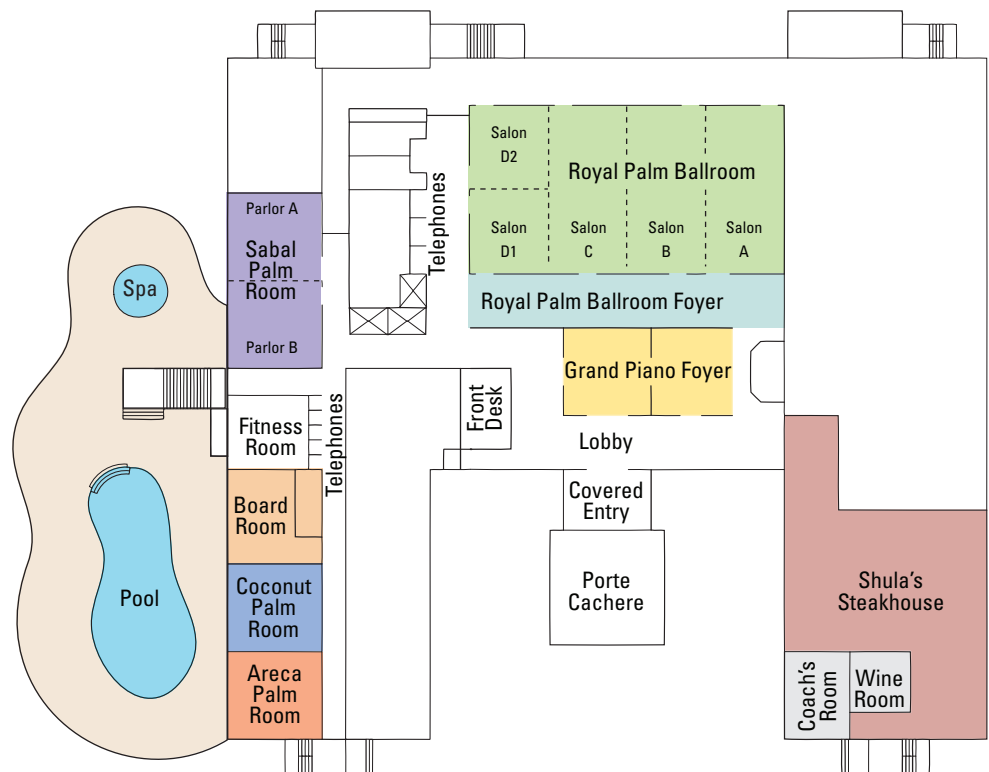 Salon
D2
Royal Palm Ballroom
Salon
D1
Salon
C
Salon
B
Salon
A
Telephones
Parlor A
Sabal
Palm
Room
Parlor B
Spa
Royal Palm Ballroom Foyer
Grand Piano Foyer
Front
Desk
Lobby
Fitness
Room
Telephones
Covered
Entry
Board
Room
Porte
Cachere
Pool
Coconut
Palm
Room
Shula's
Steakhouse
Areca
Palm
Room
Coach's
Room
Wine
Room